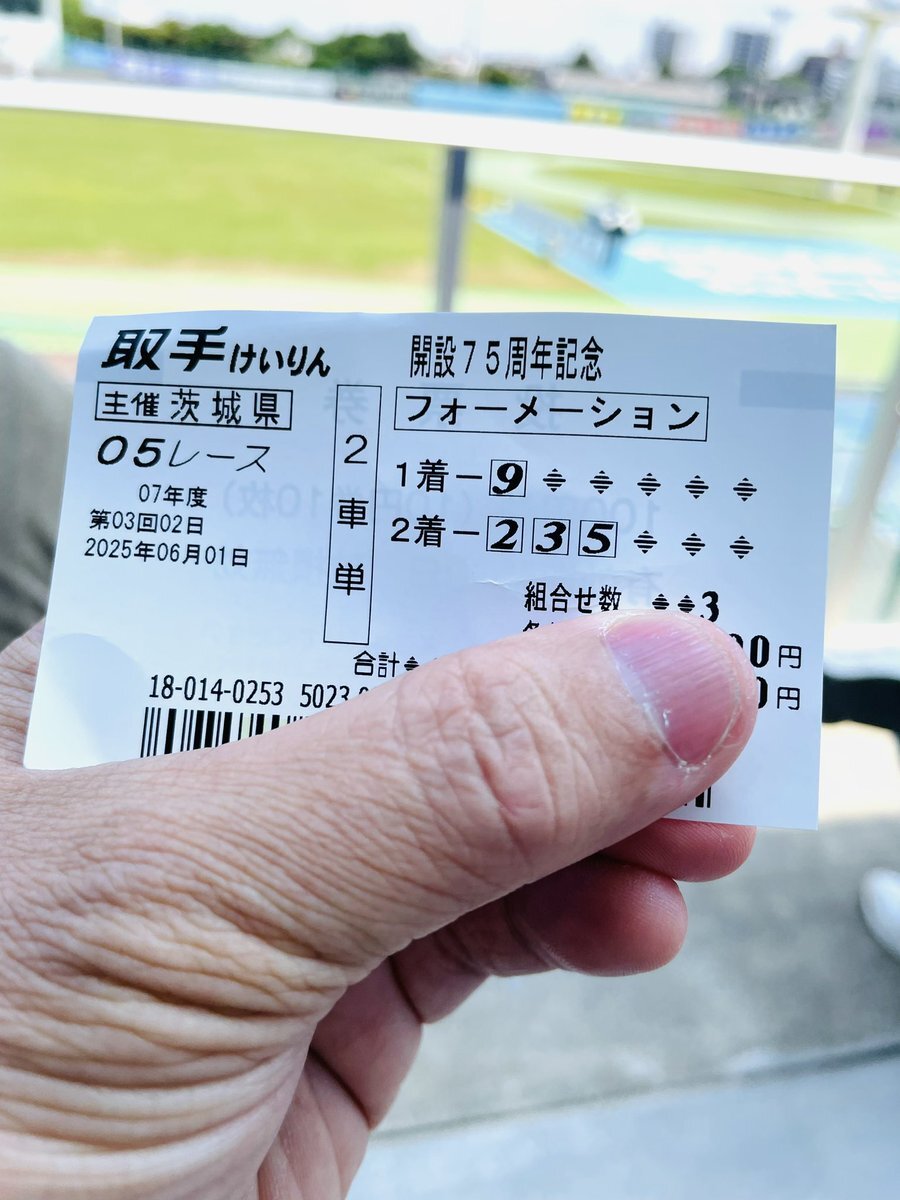 取手けいりん
開設75周年記念
主催 茨城県
2車単
フォーメーション
05レース
1着ー9
07年度
2着ー235
第03回02日
2025年06月01日
組合せ数 3
円
合計
円
18-014-0253 5023